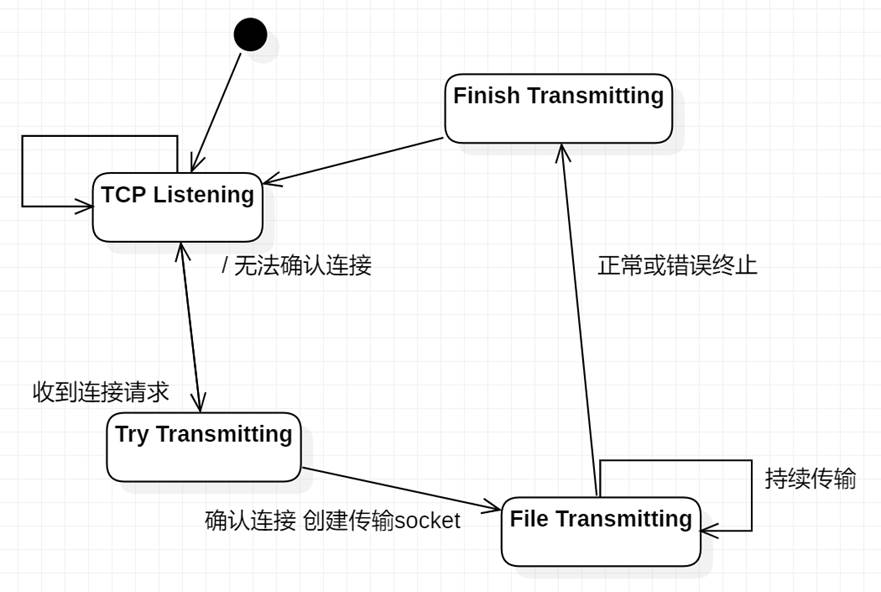 Finish Transmitting
TCP Listening
/ 无法确认连接
正常或错误终止
收到连接请求
Try Transmitting
持续传输
确认连接 创建传输socket
File Transmitting